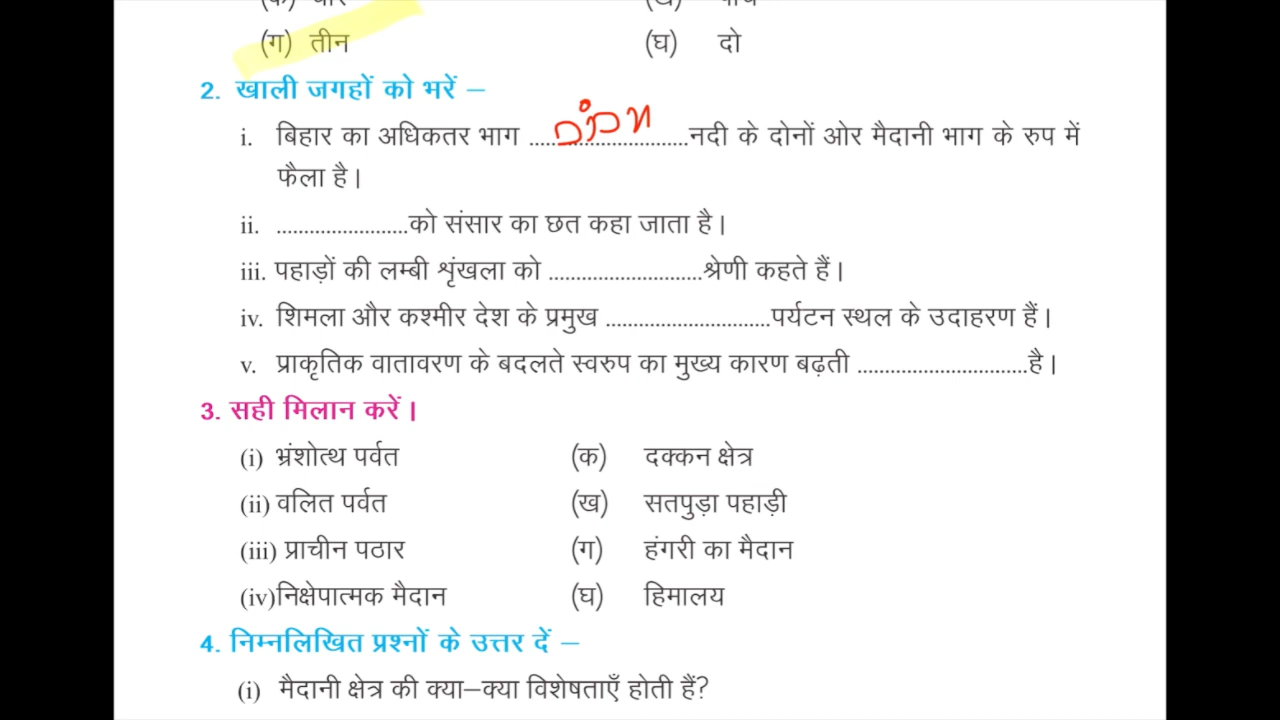 (ग) तीन (घ) दो
2. खाली जगहों को भरें –
i. बिहार का अधिकतर भाग .............................नदी के दोनों ओर मैदानी भाग के रुप में
फैला है।
ii. ........................को संसार का छत कहा जाता है।
iii. पहाड़ों की लम्बी शृंखला को ............................श्रेणी कहते हैं।
iv. शिमला और कश्मीर देश के प्रमुख ..............................पर्यटन स्थल के उदाहरण हैं।
v. प्राकृतिक वातावरण के बदलते स्वरुप का मुख्य कारण बढ़ती ...............................है।
3. सही मिलान करें।
(i) भ्रंशोत्थ पर्वत (क) दक्कन क्षेत्र
(ii) वलित पर्वत (ख) सतपुड़ा पहाड़ी
(iii) प्राचीन पठार (ग) हंगरी का मैदान
(iv)निक्षेपात्मक मैदान (घ) हिमालय
4. निम्नलिखित प्रश्नों के उत्तर दें –
(i) मैदानी क्षेत्र की क्या–क्या विशेषताएँ होती हैं?